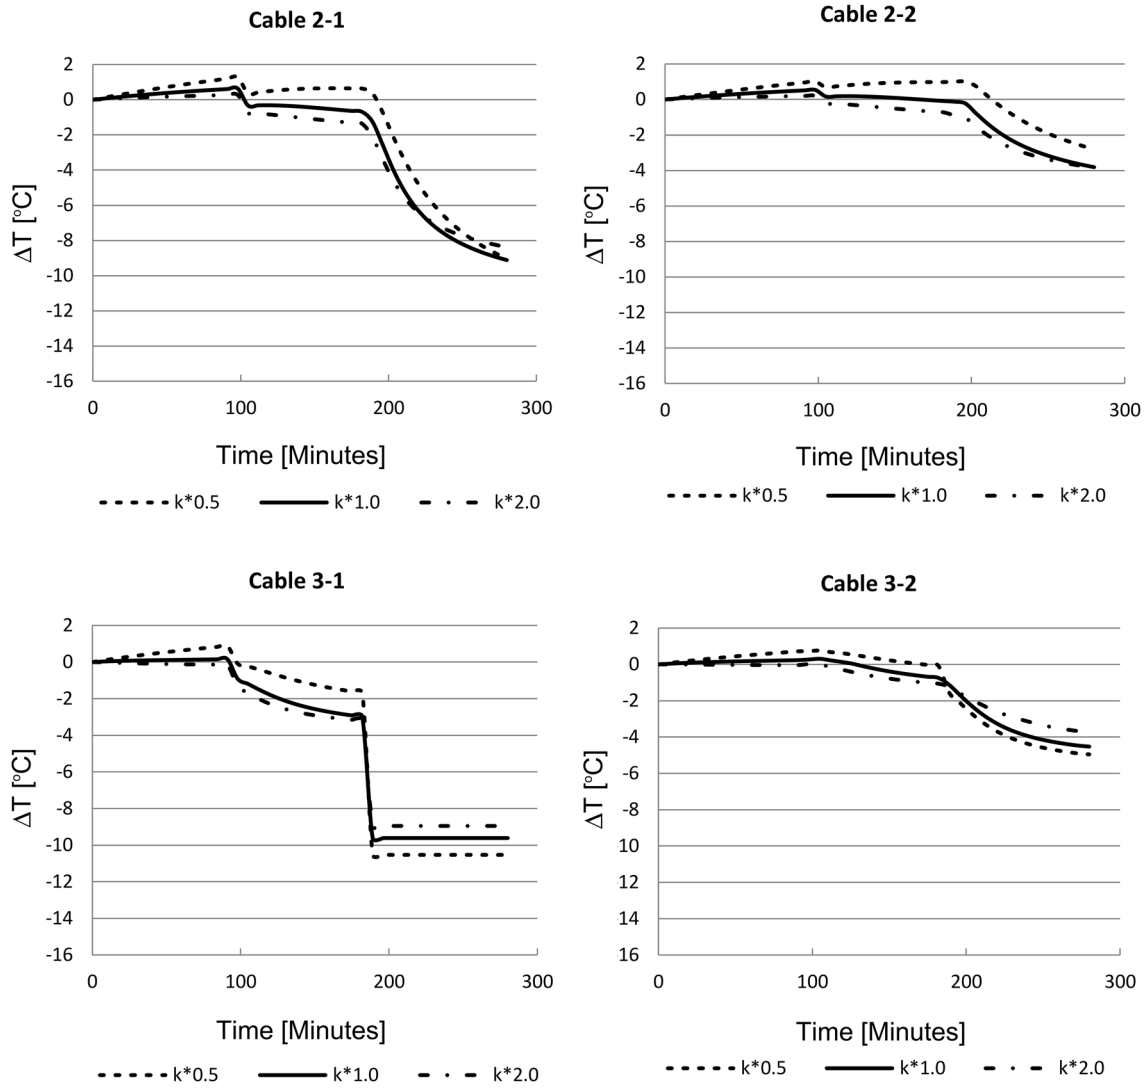 Cable 2-1
2
0
-2
-4
-6
-8
-10
-12
-14
-16
ΔT [°C]
0 100 200 300
Time [Minutes]
k*0.5 k*1.0 k*2.0
Cable 2-2
2
0
-2
-4
-6
-8
-10
-12
-14
-16
ΔT [°C]
0 100 200 300
Time [Minutes]
k*0.5 k*1.0 k*2.0
Cable 3-1
2
0
-2
-4
-6
-8
-10
-12
-14
-16
ΔT [°C]
0 100 200 300
Time [Minutes]
k*0.5 k*1.0 k*2.0
Cable 3-2
2
0
-2
-4
-6
-8
-10
12
14
16
ΔT [°C]
0 100 200 300
Time [Minutes]
k*0.5 k*1.0 k*2.0